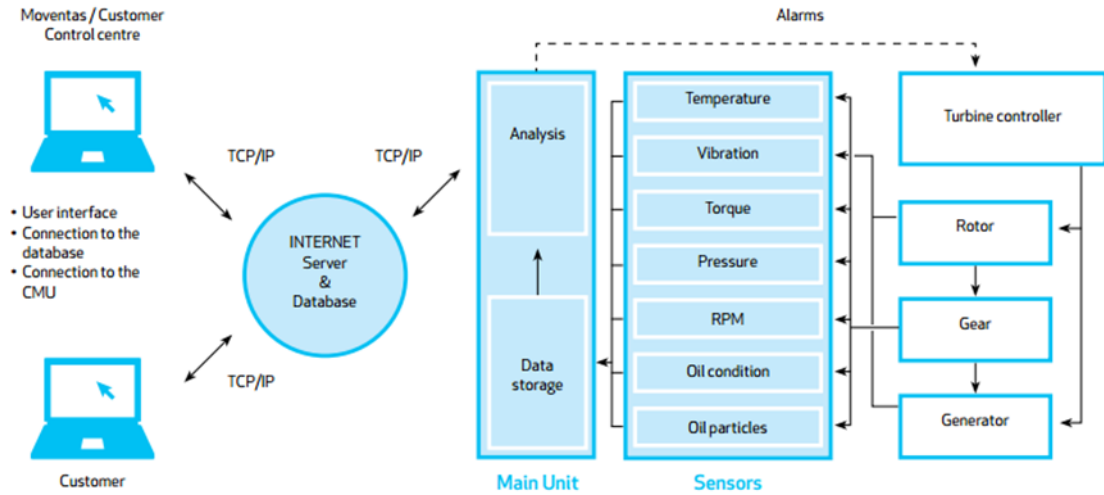 Moventas / Customer
Control centre
TCP/IP
TCP/IP
• User interface
• Connection to the
database
• Connection to the
CMU
INTERNET
Server
&
Database
TCP/IP
Customer
Alarms
Analysis
Data
storage
Main Unit
Temperature
Vibration
Torque
Pressure
RPM
Oil condition
Oil particles
Sensors
Turbine controller
Rotor
Gear
Generator